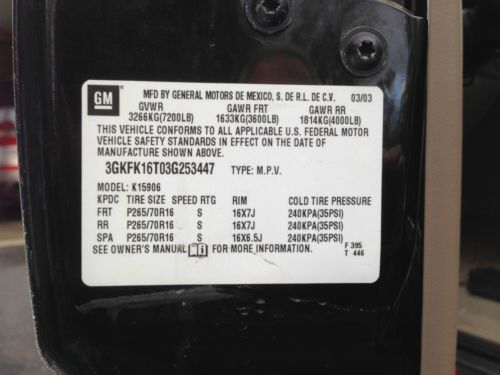 GM
MFD BY GENERAL MOTORS DE MEXICO, S. DE R.L. DE C.V. 03/03
GVWR GAWR FRT GAWR RR
3266KG(7200LB) 1633KG(3600LB) 1814KG(4000LB)
THIS VEHICLE CONFORMS TO ALL APPLICABLE U.S. FEDERAL MOTOR
VEHICLE SAFETY STANDARDS IN EFFECT ON THE DATE OF
MANUFACTURE SHOWN ABOVE.
3GKFK16T03G253447 TYPE: M.P.V.
MODEL: K15906
KPDC TIRE SIZE SPEED RTG RIM COLD TIRE PRESSURE
FRT P265/70R16 S 16X7J 240KPA(35PSI)
RR P265/70R16 S 16X7J 240KPA(35PSI)
SPA P265/70R16 S 16X6.5J 240KPA(35PSI)
SEE OWNER'S MANUAL FOR MORE INFORMATION. F 395
T 446